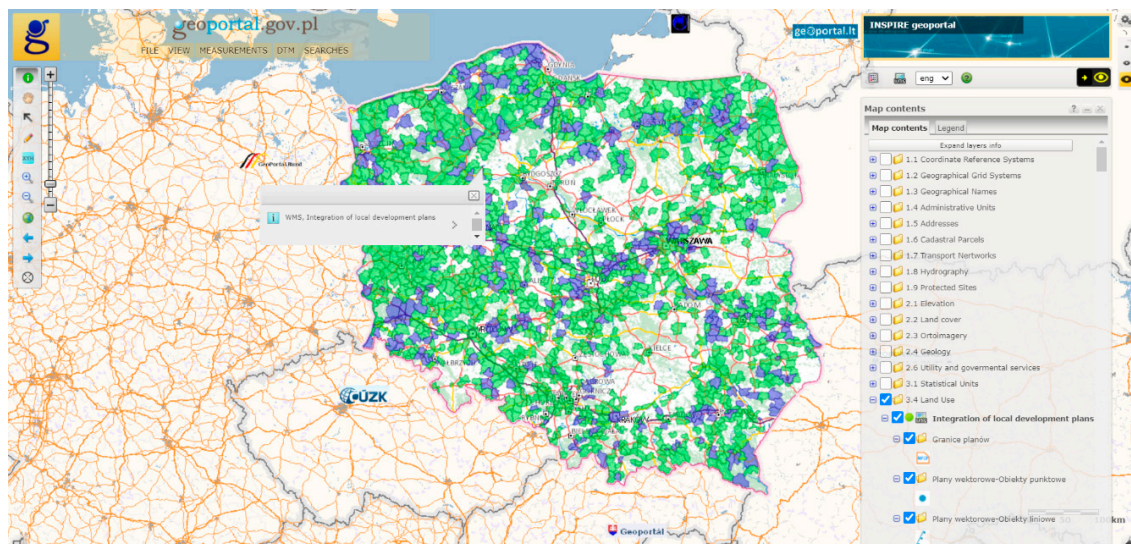 geoportal.gov.pl
FILE VIEW MEASUREMENTS DTM SEARCHES
geoportal.lt
INSPIRE geoportal
eng
Map contents
Map contents Legend
Expand layers info
1.1 Coordinate Reference Systems
1.2 Geographical Grid Systems
1.3 Geographical Names
1.4 Administrative Units
1.5 Addresses
1.6 Cadastral Parcels
1.7 Transport Nertworks
1.8 Hydrography
1.9 Protected Sites
2.1 Elevation
2.2 Land cover
2.3 Ortoimagery
2.4 Geology
2.6 Utility and govermental services
3.1 Statistical Units
3.4 Land Use
Integration of local development plans
Granice planów
Plany wektorowe-Obiekty punktowe
Plany wektorowe-Obiekty liniowe
WMS, Integration of local development plans
GDYNIA
BYDGOSZCZ
WARSZAWA
KIELCE
ČÚZK
Geoportál